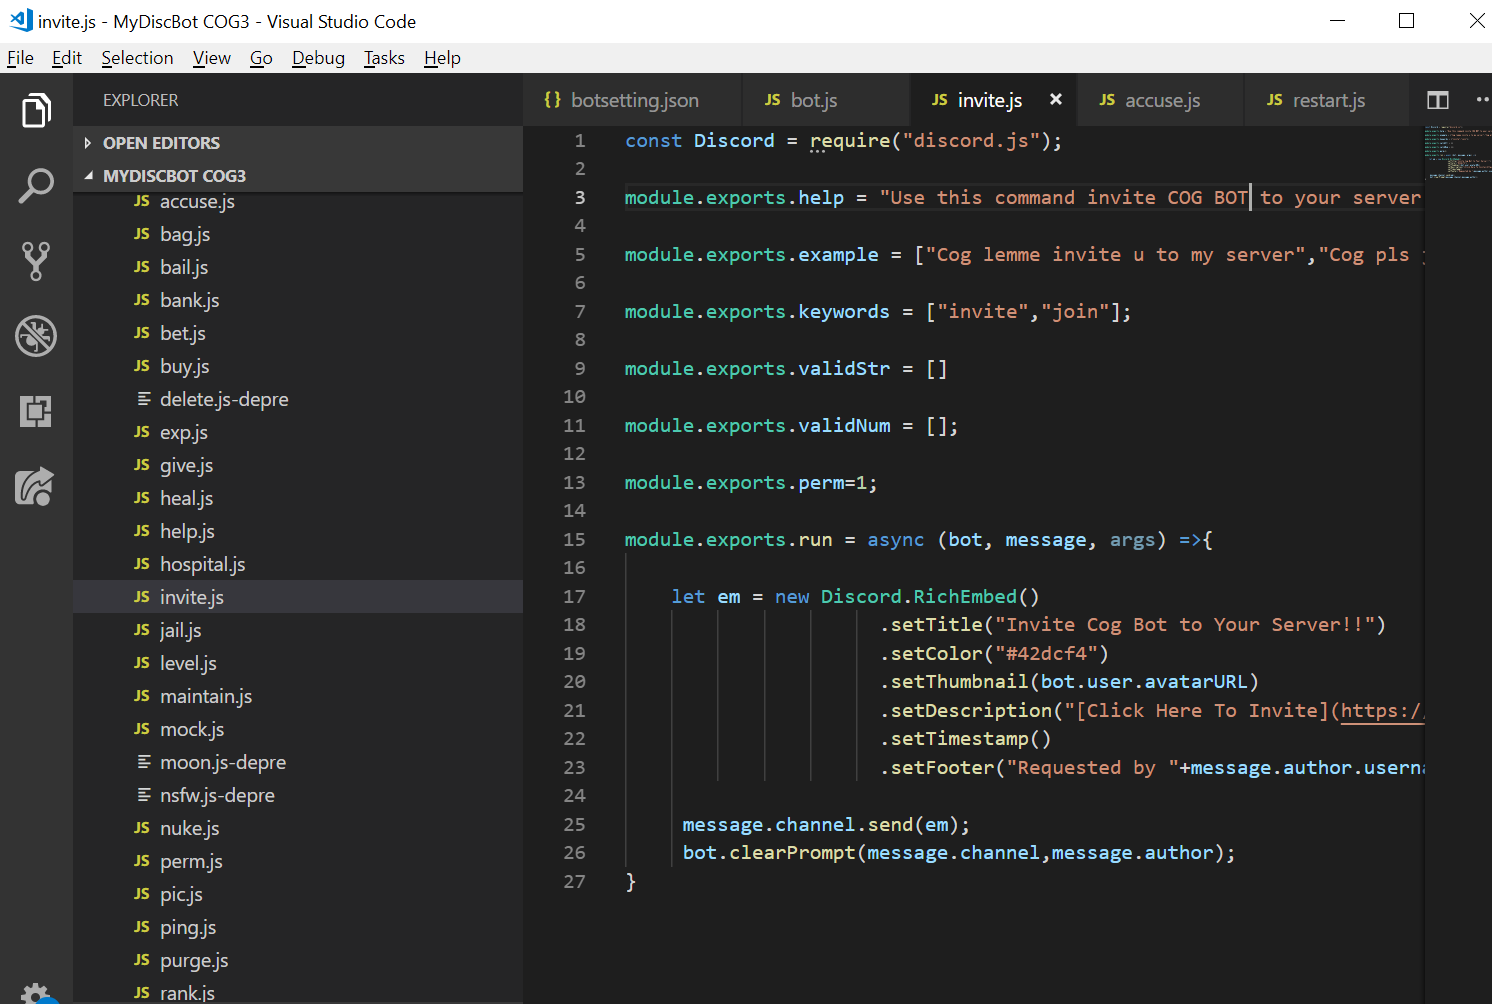 invite.js - MyDiscBot COG3 - Visual Studio Code
File Edit Selection View Go Debug Tasks Help
EXPLORER
OPEN EDITORS
MYDISCBOT COG3
JS accuse.js
JS bag.js
JS bail.js
JS bank.js
JS bet.js
JS buy.js
delete.js-depre
JS exp.js
JS give.js
JS heal.js
JS help.js
JS hospital.js
JS invite.js
JS jail.js
JS level.js
JS maintain.js
JS mock.js
moon.js-depre
nsfw.js-depre
JS nuke.js
JS perm.js
JS pic.js
JS ping.js
JS purge.js
JS rank.js
{} botsetting.json JS bot.js JS invite.js JS accuse.js JS restart.js
1 const Discord = require("discord.js");
2
3 module.exports.help = "Use this command invite COG BOT to your server
4
5 module.exports.example = ["Cog lemme invite u to my server","Cog pls
6
7 module.exports.keywords = ["invite","join"];
8
9 module.exports.validStr = []
10
11 module.exports.validNum = [];
12
13 module.exports.perm=1;
14
15 module.exports.run = async (bot, message, args) =>{
16
17 let em = new Discord.RichEmbed()
18 .setTitle("Invite Cog Bot to Your Server!!")
19 .setColor("#42dcf4")
20 .setThumbnail(bot.user.avatarURL)
21 .setDescription("[Click Here To Invite](https:/
22 .setTimestamp()
23 .setFooter("Requested by "+message.author.userna
24
25 message.channel.send(em);
26 bot.clearPrompt(message.channel,message.author);
27 }